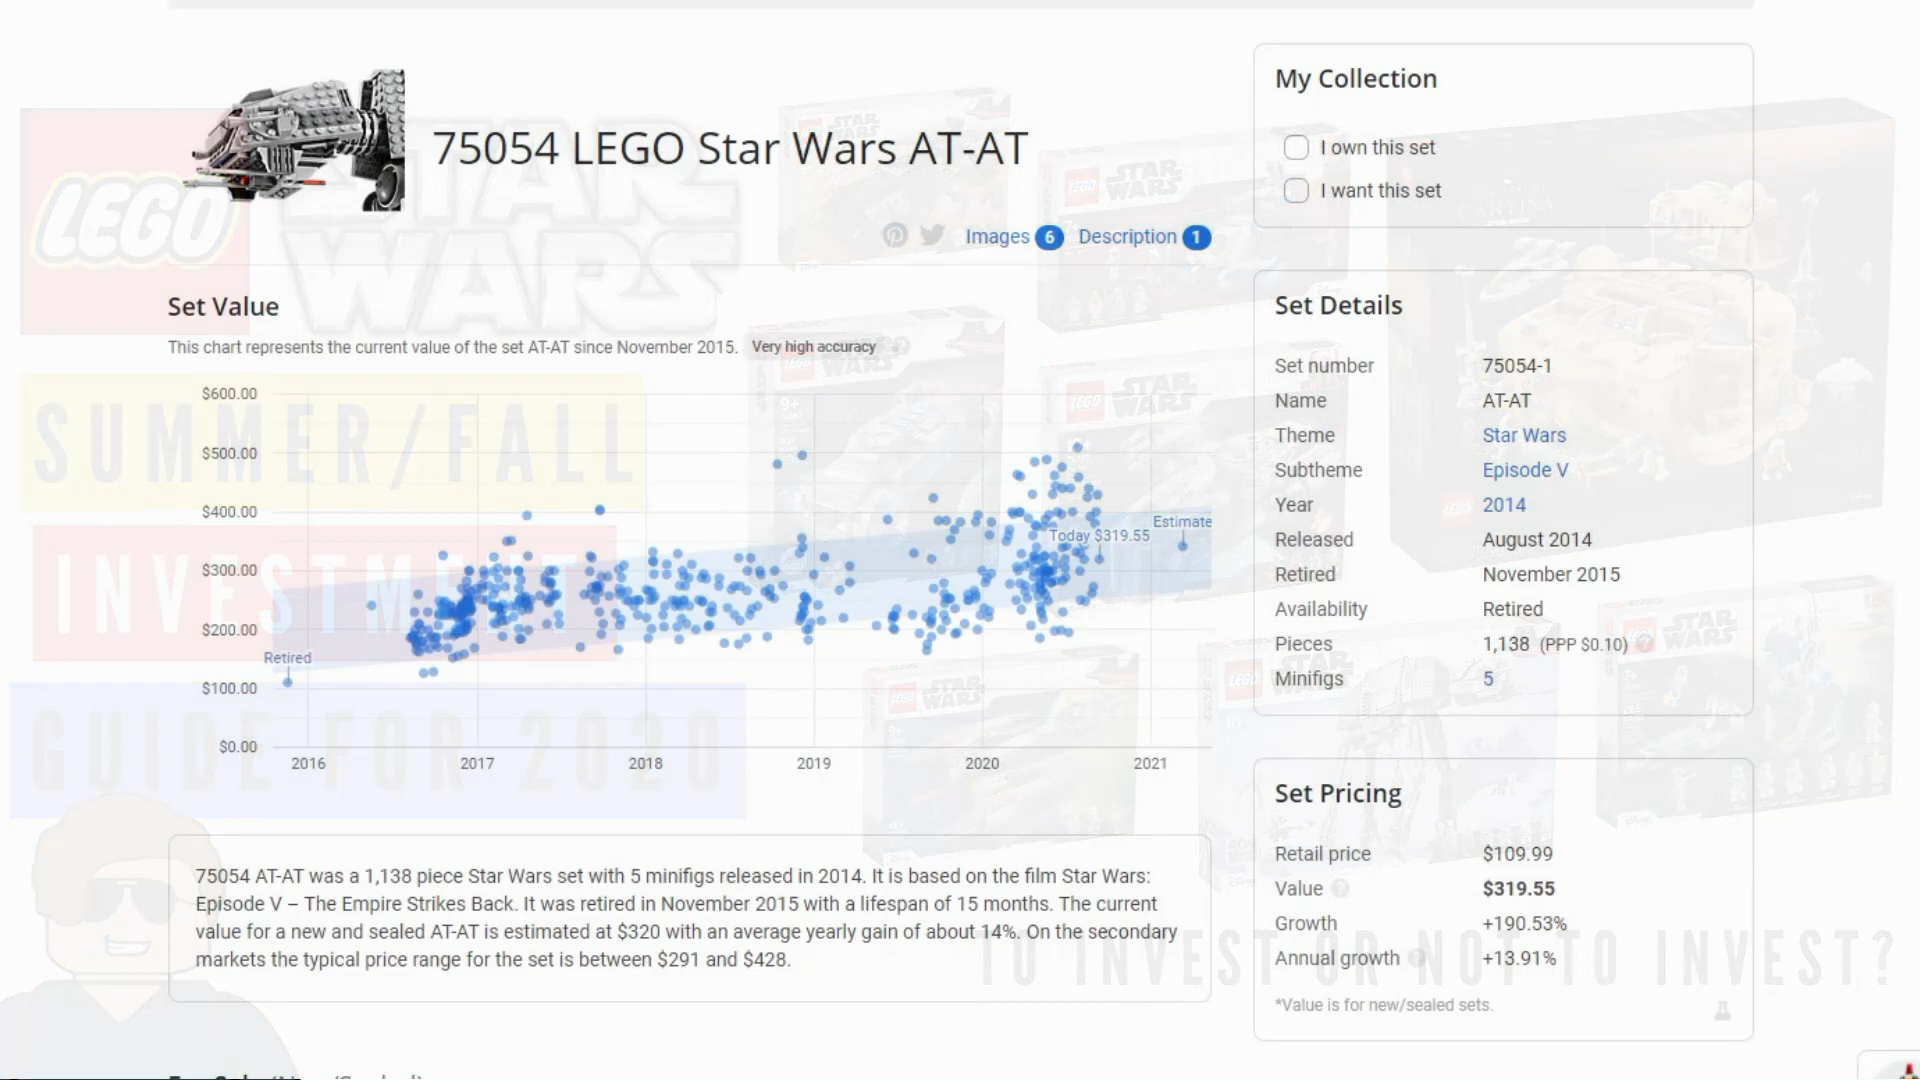 75054 LEGO Star Wars AT-AT
Images 6 Description 1
LEGO
STAR
WARS
Set Value
This chart represents the current value of the set AT-AT since November 2015. Very high accuracy
$600.00
$500.00
$400.00
$300.00
$200.00
$100.00
$0.00
Retired
Today $319.55
Estimate
2016 2017 2018 2019 2020 2021
SUMMER/FALL
INVESTMENT
GUIDE FOR 2020
75054 AT-AT was a 1,138 piece Star Wars set with 5 minifigs released in 2014. It is based on the film Star Wars:
Episode V – The Empire Strikes Back. It was retired in November 2015 with a lifespan of 15 months. The current
value for a new and sealed AT-AT is estimated at $320 with an average yearly gain of about 14%. On the secondary
markets the typical price range for the set is between $291 and $428.
My Collection
I own this set
I want this set
Set Details
Set number 75054-1
Name AT-AT
Theme Star Wars
Subtheme Episode V
Year 2014
Released August 2014
Retired November 2015
Availability Retired
Pieces 1,138 (PPP $0.10)
Minifigs 5
Set Pricing
Retail price $109.99
Value $319.55
Growth +190.53%
Annual growth +13.91%
*Value is for new/sealed sets.
TO INVEST OR NOT TO INVEST?